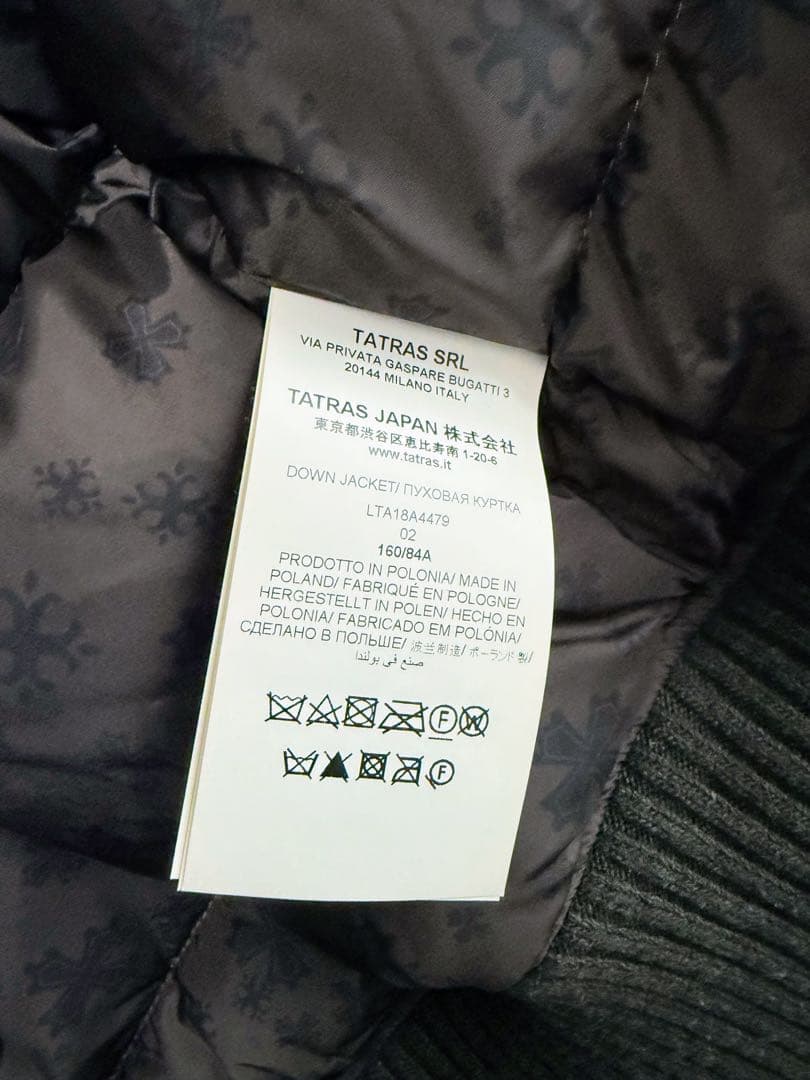 TATRAS SRL
VIA PRIVATA GASPARE BUGATTI 3
20144 MILANO ITALY
TATRAS JAPAN 株式会社
東京都渋谷区恵比寿南 1-20-6
www.tatras.it
DOWN JACKET/ ПУХОВАЯ КУРТКА
LTA18A4479
02
160/84A
PRODOTTO IN POLONIA/ MADE IN
POLAND/ FABRIQUÉ EN POLOGNE/
HERGESTELLT IN POLEN/ HECHO EN
POLONIA/ FABRICADO EM POLÓNIA/
СДЕЛАНО В ПОЛЬШЕ/ 波兰制造/ ポーランド製/
صنع في بولندا
F W
F